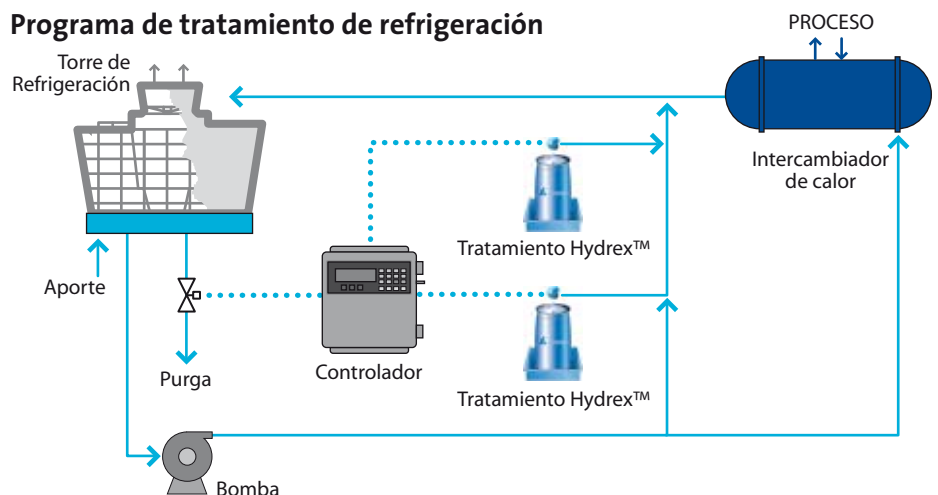 Programa de tratamiento de refrigeración
PROCESO
Torre de
Refrigeración
Intercambiador
de calor
Tratamiento Hydrex™
Aporte
Controlador
Purga
Tratamiento Hydrex™
Bomba